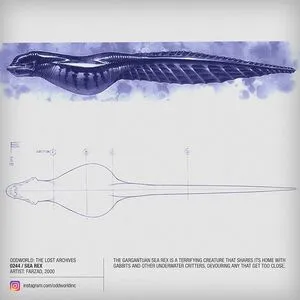 ODDWORLD: THE LOST ARCHIVES
0244 / SEA REX
ARTIST: FARZAD, 2000
THE GARGANTUAN SEA REX IS A TERRIFYING CREATURE THAT SHARES ITS HOME WITH
GABBITS AND OTHER UNDERWATER CRITTERS, DEVOURING ANY THAT GET TOO CLOSE.
instagram.com/oddworldinc